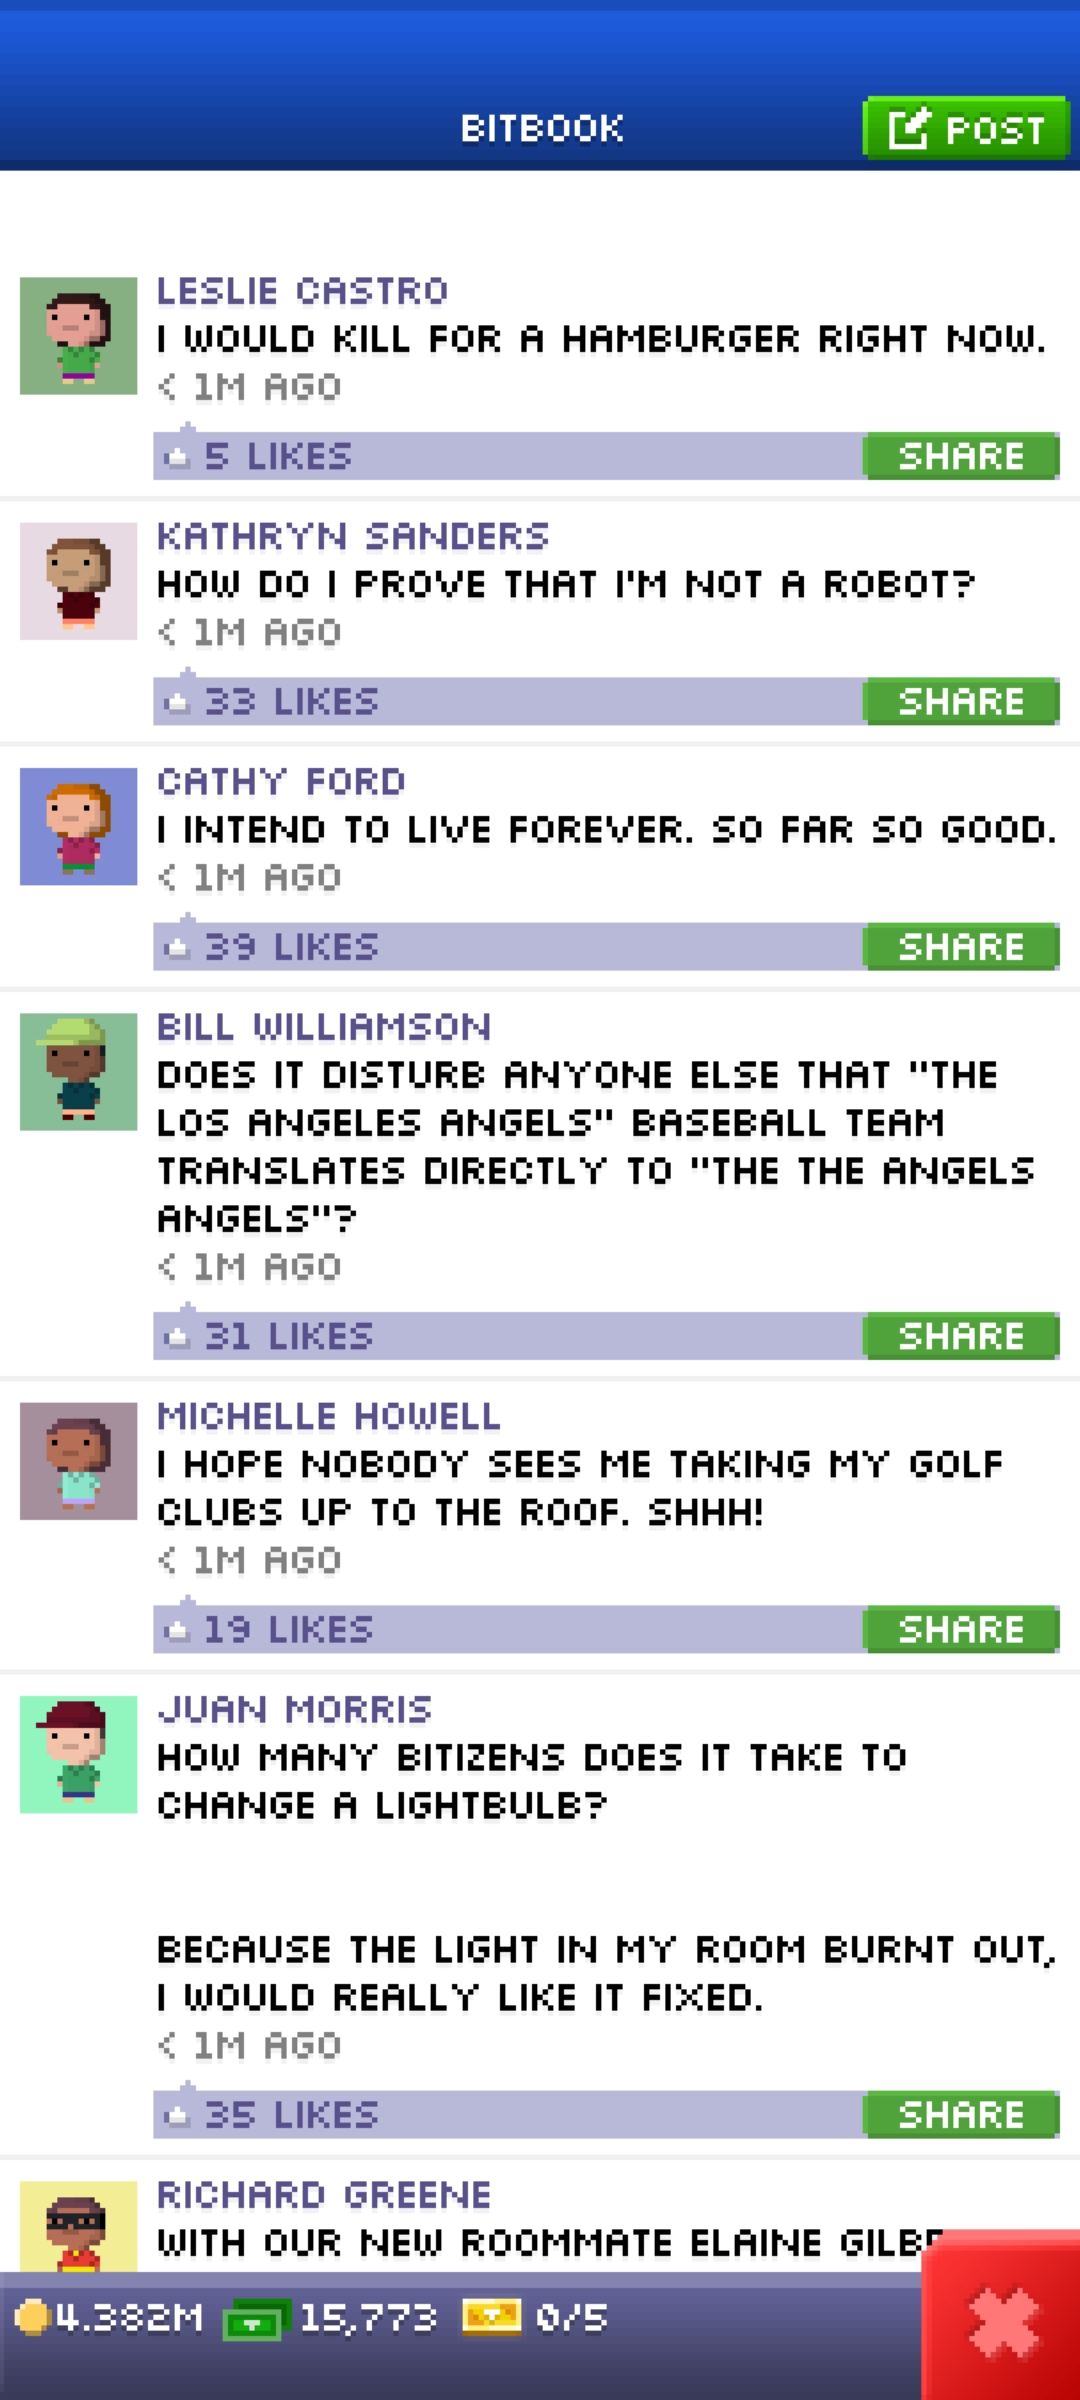 BITBOOK
POST
LESLIE CASTRO
I WOULD KILL FOR A HAMBURGER RIGHT NOW.
< 1M AGO
5 LIKES
SHARE
KATHRYN SANDERS
HOW DO I PROVE THAT I'M NOT A ROBOT?
< 1M AGO
33 LIKES
SHARE
CATHY FORD
I INTEND TO LIVE FOREVER. SO FAR SO GOOD.
< 1M AGO
39 LIKES
SHARE
BILL WILLIAMSON
DOES IT DISTURB ANYONE ELSE THAT "THE
LOS ANGELES ANGELS" BASEBALL TEAM
TRANSLATES DIRECTLY TO "THE THE ANGELS
ANGELS"?
< 1M AGO
31 LIKES
SHARE
MICHELLE HOWELL
I HOPE NOBODY SEES ME TAKING MY GOLF
CLUBS UP TO THE ROOF. SHHH!
< 1M AGO
19 LIKES
SHARE
JUAN MORRIS
HOW MANY BITIZENS DOES IT TAKE TO
CHANGE A LIGHTBULB?
BECAUSE THE LIGHT IN MY ROOM BURNT OUT,
I WOULD REALLY LIKE IT FIXED.
< 1M AGO
35 LIKES
SHARE
RICHARD GREENE
WITH OUR NEW ROOMMATE ELAINE
4.382M 15,773 0/5